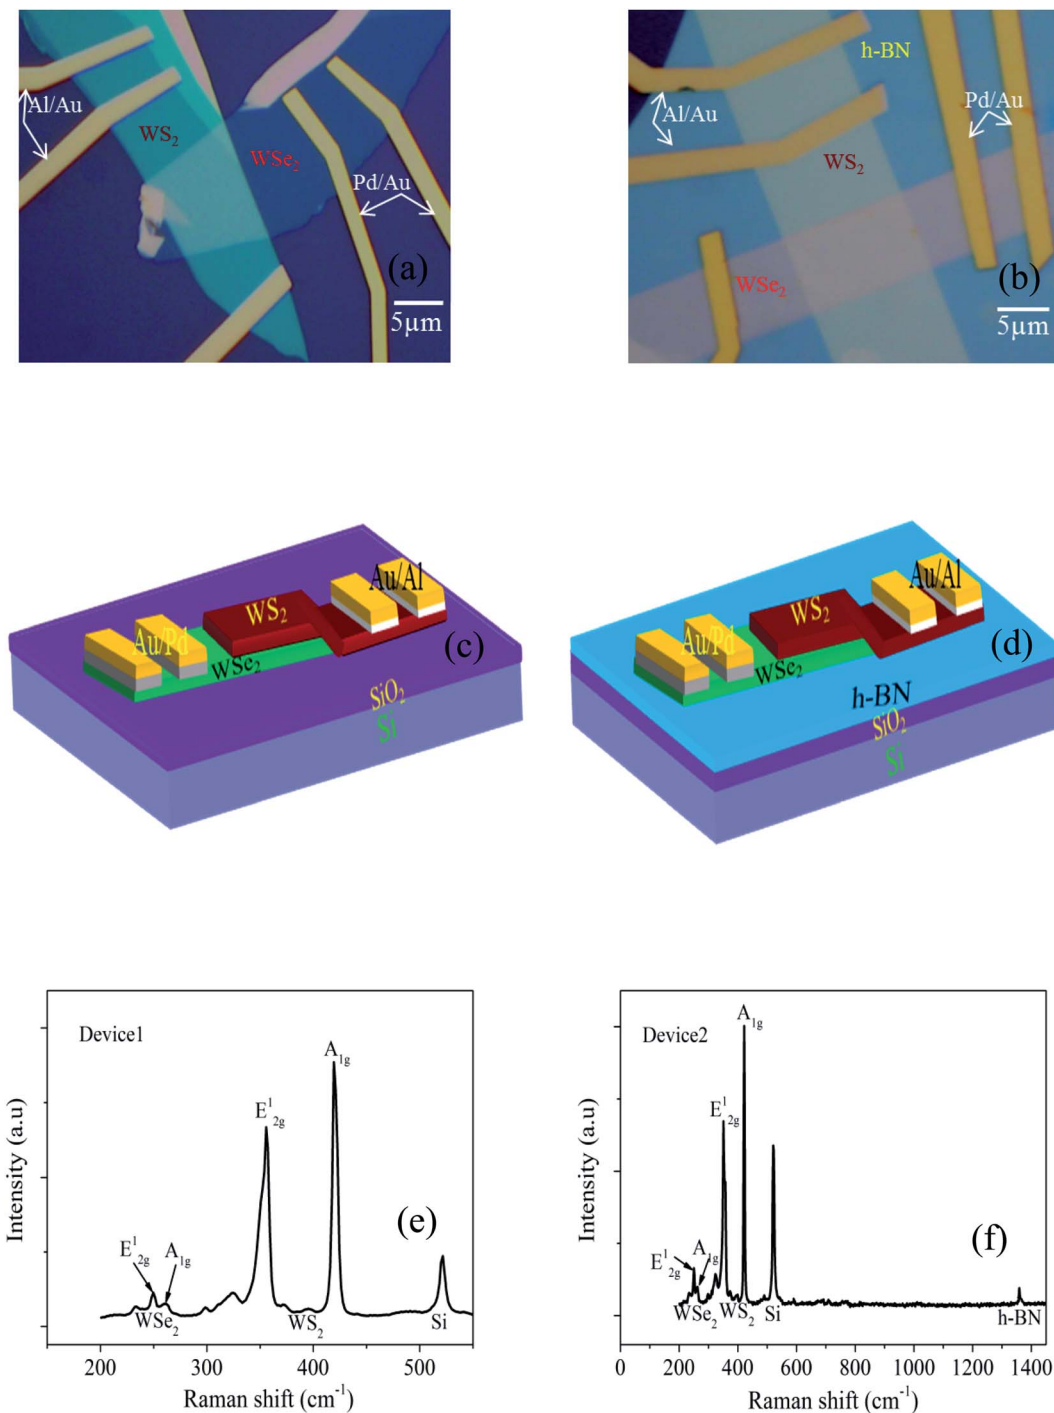 h-BN
Al/Au
WS₂
WSe₂
Pd/Au
(a)
5μm
Al/Au
Pd/Au
WS₂
WSe₂
(b)
5μm
Au/Al
WS₂
Au/Pd
WSe₂
(c)
SiO₂
Si
Au/Al
WS₂
Au/Pd
WSe₂
(d)
h-BN
SiO₂
Si
Device1
A₁g
E¹₂g
(e)
E¹₂g
A₁g
WSe₂
WS₂
Si
200 300 400 500
Raman shift (cm⁻¹)
Intensity (a.u)
Device2
A₁g
E¹₂g
(f)
E¹₂g
A₁g
WSe₂
WS₂
Si
h-BN
0 200 400 600 800 1000 1200 1400
Raman shift (cm⁻¹)
Intensity (a.u)